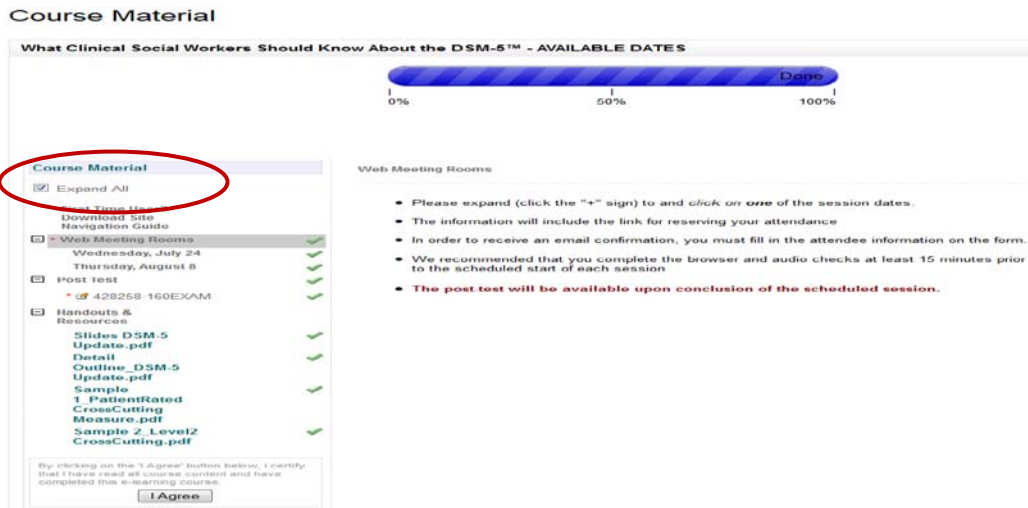 Course Material
What Clinical Social Workers Should Know About the DSM-5™ - AVAILABLE DATES
Done
0% 50% 100%
Course Material
Expand All
First Time User?
Download Site
Navigation Guide
* Web Meeting Rooms
Wednesday, July 24
Thursday, August 8
Post Test
* 428258-160EXAM
Handouts &
Resources
Slides DSM-5
Update.pdf
Detail
Outline_DSM-5
Update.pdf
Sample
1_PatientRated
CrossCutting
Measure.pdf
Sample 2_Level2
CrossCutting.pdf
By clicking on the 'I Agree' button below, I certify
that I have read all course content and have
completed this e-learning course.
I Agree
Web Meeting Rooms
• Please expand (click the "+" sign) to and click on one of the session dates.
• The information will include the link for reserving your attendance
• In order to receive an email confirmation, you must fill in the attendee information on the form.
• We recommended that you complete the browser and audio checks at least 15 minutes prior
to the scheduled start of each session
• The post test will be available upon conclusion of the scheduled session.